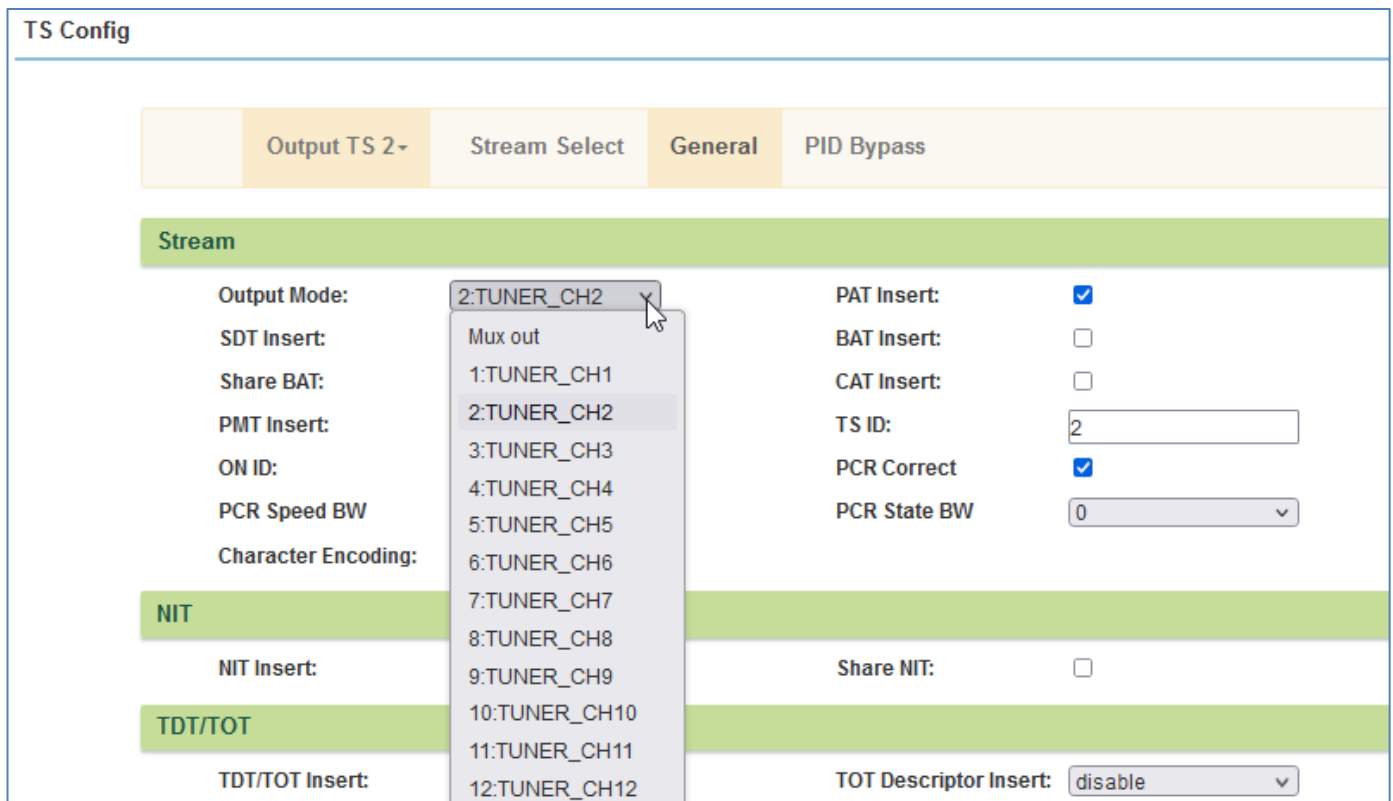 TS Config
Output TS 2 Stream Select General PID Bypass
Stream
Output Mode: 2:TUNER_CH2 PAT Insert:
SDT Insert: Mux out BAT Insert:
Share BAT: 1:TUNER_CH1 CAT Insert:
2:TUNER_CH2
PMT Insert: TS ID: 2
3:TUNER_CH3
ON ID: PCR Correct
4:TUNER_CH4
PCR Speed BW 5:TUNER_CH5 PCR State BW 0
Character Encoding: 6:TUNER_CH6
NIT 7:TUNER_CH7
8:TUNER_CH8
NIT Insert: 9:TUNER_CH9 Share NIT:
10:TUNER_CH10
TDT/TOT
11:TUNER_CH11
TDT/TOT Insert: 12:TUNER_CH12 TOT Descriptor Insert: disable